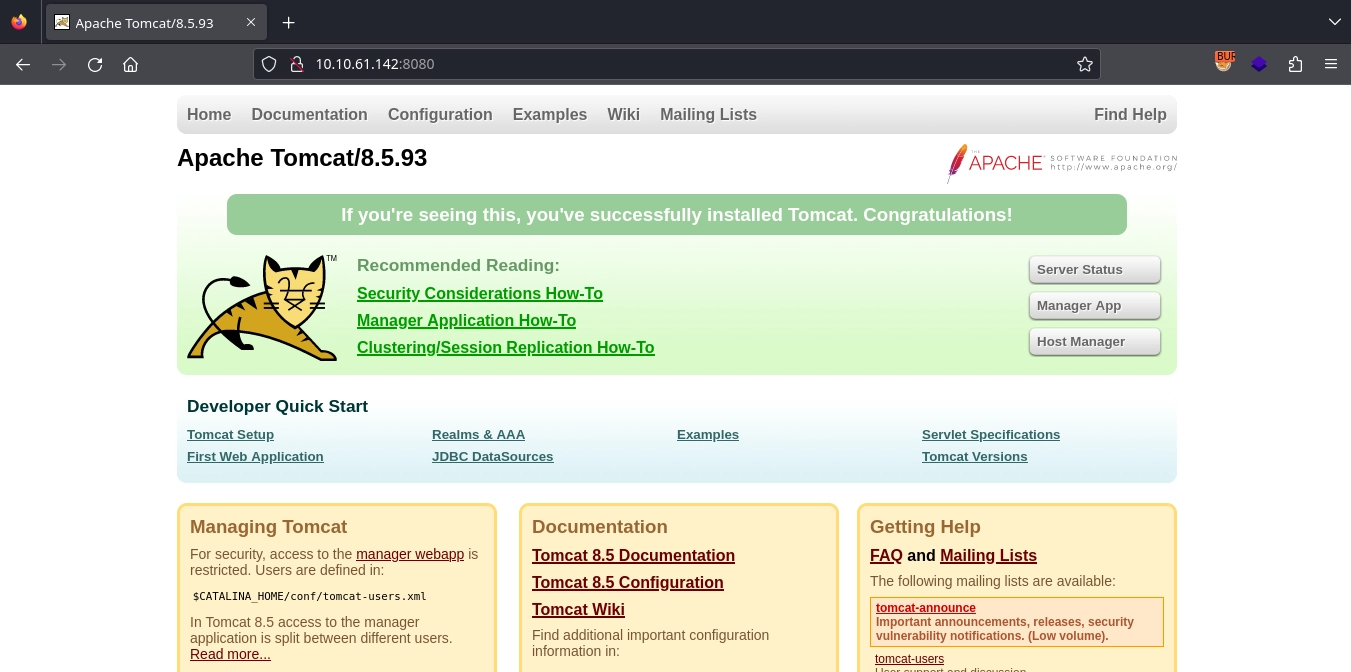 Apache Tomcat/8.5.93
10.10.61.142:8080
BUR
Home Documentation Configuration Examples Wiki Mailing Lists Find Help
Apache Tomcat/8.5.93
THE
APACHE SOFTWARE FOUNDATION
http://www.apache.org/
If you're seeing this, you've successfully installed Tomcat. Congratulations!
TM
Recommended Reading:
Security Considerations How-To
Manager Application How-To
Clustering/Session Replication How-To
Server Status
Manager App
Host Manager
Developer Quick Start
Tomcat Setup
First Web Application
Realms & AAA
JDBC DataSources
Examples
Servlet Specifications
Tomcat Versions
Managing Tomcat
For security, access to the manager webapp is
restricted. Users are defined in:
$CATALINA_HOME/conf/tomcat-users.xml
In Tomcat 8.5 access to the manager
application is split between different users.
Read more...
Documentation
Tomcat 8.5 Documentation
Tomcat 8.5 Configuration
Tomcat Wiki
Find additional important configuration
information in:
Getting Help
FAQ and Mailing Lists
The following mailing lists are available:
tomcat-announce
Important announcements, releases, security
vulnerability notifications. (Low volume).
tomcat-users
User support and discussion